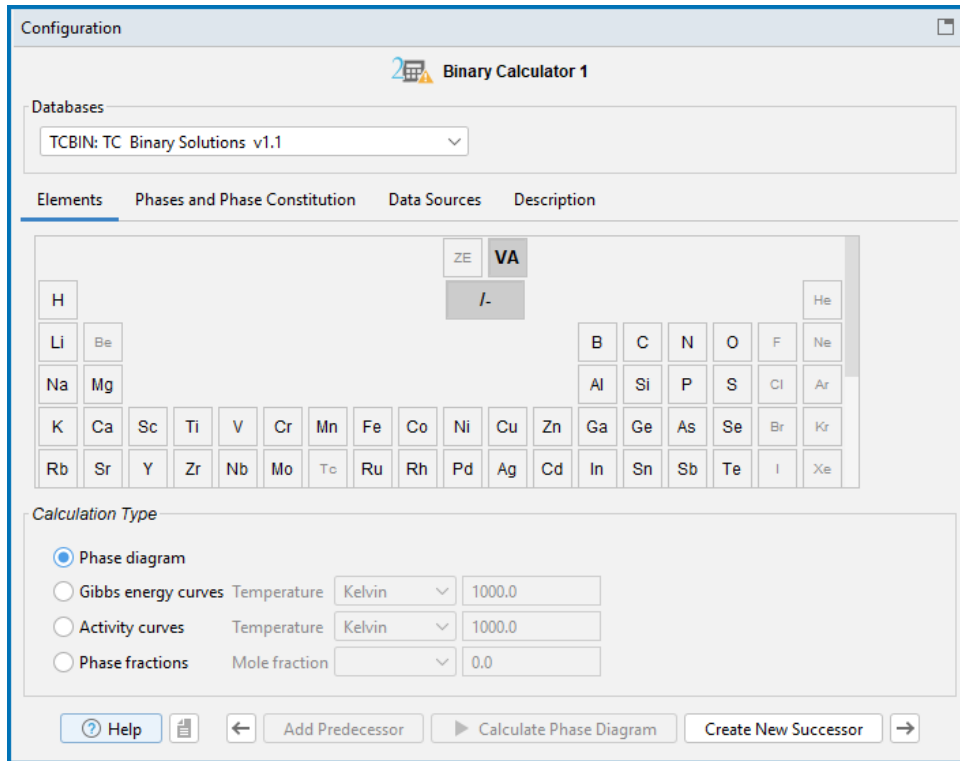 Configuration
2 Binary Calculator 1
Databases
TCBIN: TC Binary Solutions v1.1
Elements Phases and Phase Constitution Data Sources Description
ZE VA
H /- He
Li Be B C N O F Ne
Na Mg Al Si P S Cl Ar
K Ca Sc Ti V Cr Mn Fe Co Ni Cu Zn Ga Ge As Se Br Kr
Rb Sr Y Zr Nb Mo Tc Ru Rh Pd Ag Cd In Sn Sb Te I Xe
Calculation Type
Phase diagram
Gibbs energy curves Temperature Kelvin 1000.0
Activity curves Temperature Kelvin 1000.0
Phase fractions Mole fraction 0.0
? Help Add Predecessor Calculate Phase Diagram Create New Successor